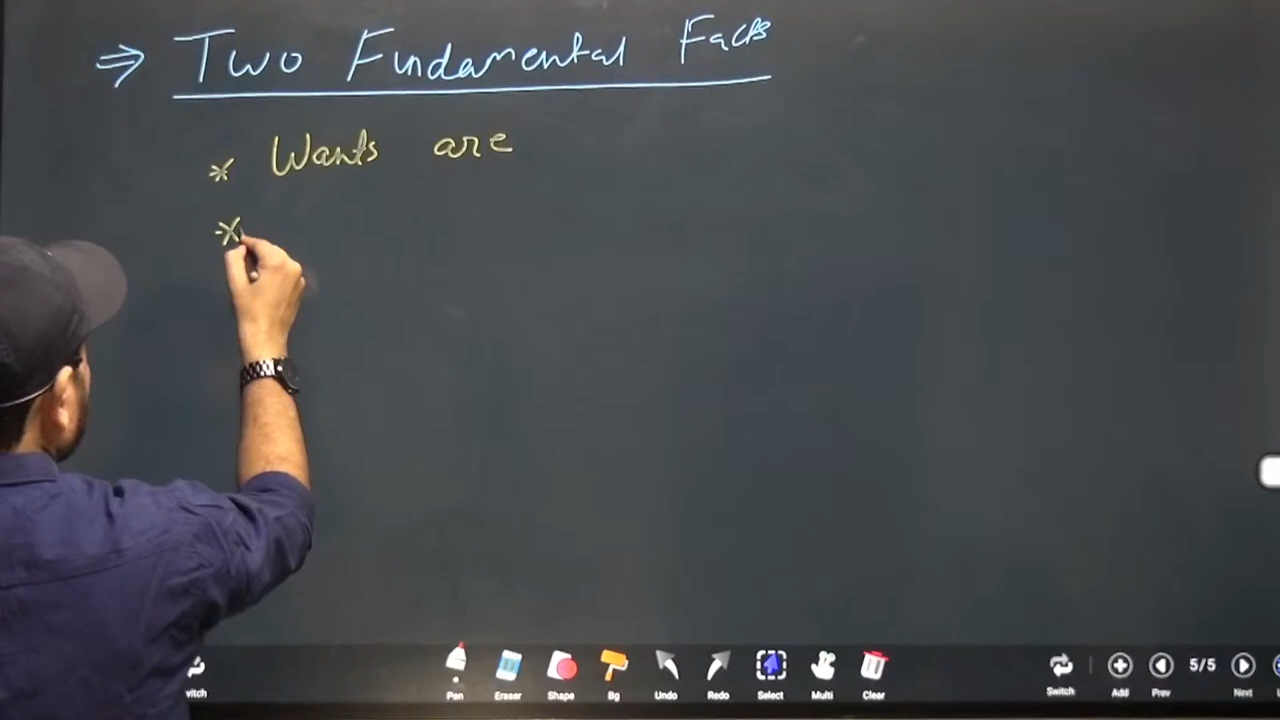 ⇒ Two Fundamental Facts
* Wants are
*
witch Pen Eraser Shape Bg Undo Redo Select Multi Clear Switch Add Prev 5/5 Next